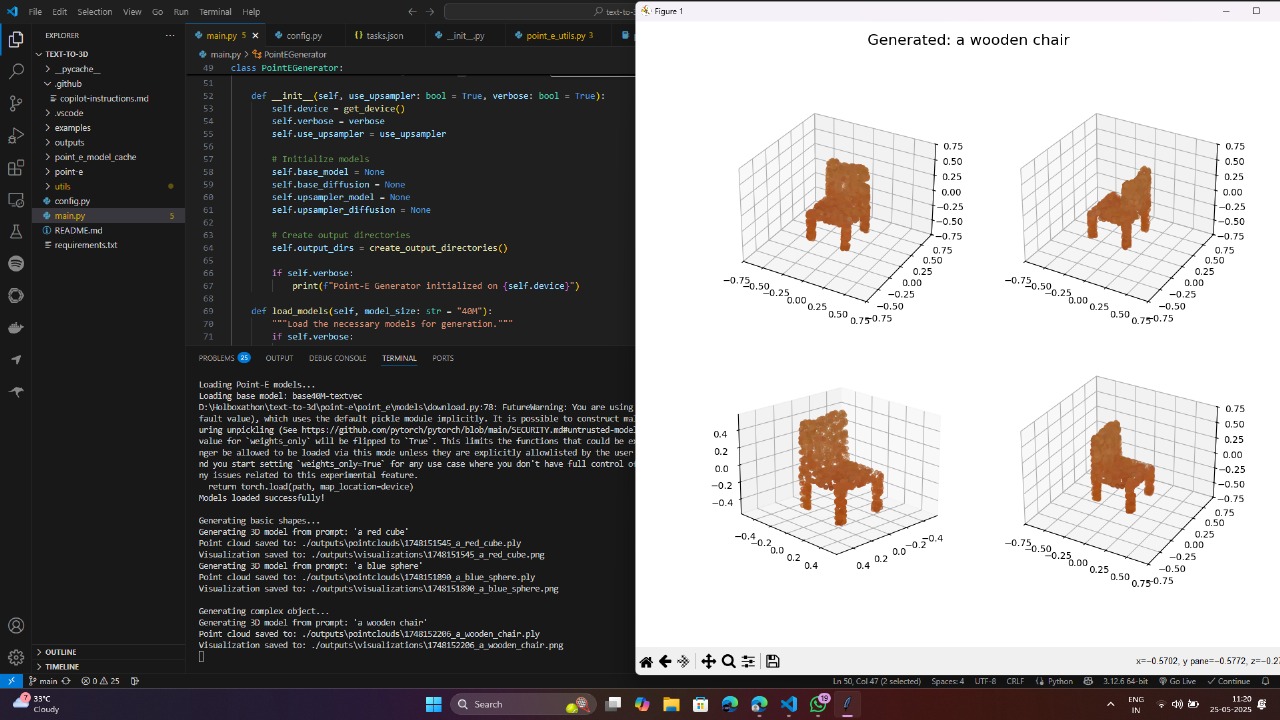 File Edit Selection View Go Run Terminal Help
text-to-
EXPLORER
TEXT-TO-3D
__pycache__
.github
copilot-instructions.md
.vscode
examples
outputs
point_e_model_cache
point-e
utils
config.py
main.py 5
README.md
requirements.txt
OUTLINE
TIMELINE
main.py 5
config.py
tasks.json
__init__.py
point_e_utils.py 3
main.py > PointEGenerator
49 class PointEGenerator:
51
52 def __init__(self, use_upsampler: bool = True, verbose: bool = True):
53 self.device = get_device()
54 self.verbose = verbose
55 self.use_upsampler = use_upsampler
56
57 # Initialize models
58 self.base_model = None
59 self.base_diffusion = None
60 self.upsampler_model = None
61 self.upsampler_diffusion = None
62
63 # Create output directories
64 self.output_dirs = create_output_directories()
65
66 if self.verbose:
67 print(f"Point-E Generator initialized on {self.device}")
68
69 def load_models(self, model_size: str = "40M"):
70 """Load the necessary models for generation."""
71 if self.verbose:
PROBLEMS 25 OUTPUT DEBUG CONSOLE TERMINAL PORTS
Loading Point-E models...
Loading base model: base40M-textvec
D:\Holboxathon\text-to-3d\point-e\point_e\models\download.py:78: FutureWarning: You are using
fault value), which uses the default pickle module implicitly. It is possible to construct mal
uring unpickling (See https://github.com/pytorch/pytorch/blob/main/SECURITY.md#untrusted-model
value for `weights_only` will be flipped to `True`. This limits the functions that could be ex
nger be allowed to be loaded via this mode unless they are explicitly allowlisted by the user
nd you start setting `weights_only=True` for any use case where you don't have full control o
ny issues related to this experimental feature.
return torch.load(path, map_location=device)
Models loaded successfully!
Generating basic shapes...
Generating 3D model from prompt: 'a red cube'
Point cloud saved to: ./outputs\pointclouds\1748151545_a_red_cube.ply
Visualization saved to: ./outputs\visualizations\1748151545_a_red_cube.png
Generating 3D model from prompt: 'a blue sphere'
Point cloud saved to: ./outputs\pointclouds\1748151890_a_blue_sphere.ply
Visualization saved to: ./outputs\visualizations\1748151890_a_blue_sphere.png
Generating complex object...
Generating 3D model from prompt: 'a wooden chair'
Point cloud saved to: ./outputs\pointclouds\1748152206_a_wooden_chair.ply
Visualization saved to: ./outputs\visualizations\1748152206_a_wooden_chair.png
Figure 1
Generated: a wooden chair
0.75
0.50
0.25
0.00
−0.25
−0.50
−0.75
0.75
0.50
0.25
0.00
−0.25
−0.50
−0.75
−0.75
−0.50
−0.25
0.00
0.25
0.50
0.75
0.75
0.50
0.25
0.00
−0.25
−0.50
−0.75
0.75
0.50
0.25
0.00
−0.25
−0.50
−0.75
−0.75
−0.50
−0.25
0.00
0.25
0.50
0.75
0.4
0.2
0.0
−0.2
−0.4
−0.4
−0.2
0.0
0.2
0.4
−0.4
−0.2
0.0
0.2
0.4
0.75
0.50
0.25
0.00
−0.25
−0.50
−0.75
0.75
0.50
0.25
0.00
−0.25
−0.50
−0.75
−0.75
−0.50
−0.25
0.00
0.25
0.50
0.75
x=−0.5702, y pane=−0.5772, z=−0.2
main 0 25
Ln 50, Col 47 (2 selected) Spaces: 4 UTF-8 CRLF Python 3.12.6 64-bit Go Live Continue
33°C
Cloudy
Search
19
ENG
IN
11:20
25-05-2025